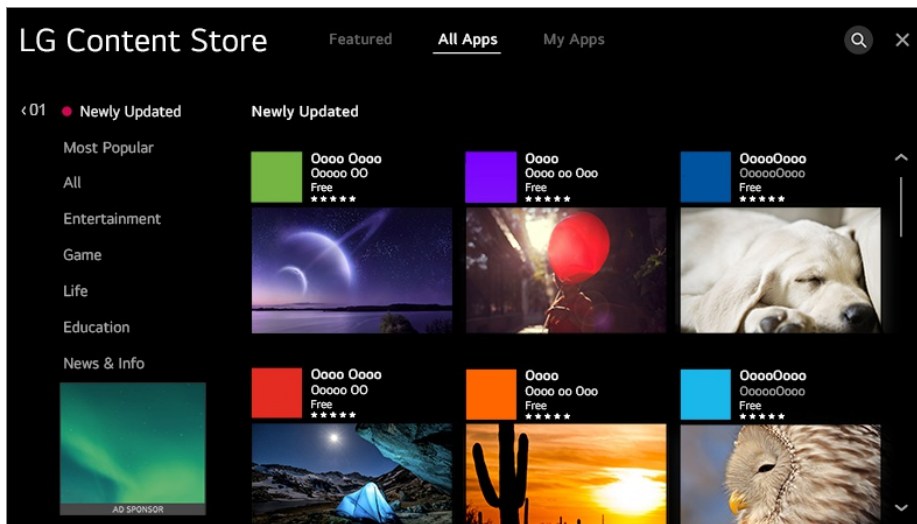 LG Content Store
Featured
All Apps
My Apps
01
Newly Updated
Most Popular
All
Entertainment
Game
Life
Education
News & Info
AD SPONSOR
Newly Updated
Oooo Oooo
Ooooo OO
Free
Oooo
Oooo oo Ooo
Free
OoooOooo
OooooOooo
Free
Oooo Oooo
Ooooo OO
Free
Oooo
Oooo oo Ooo
Free
OoooOooo
OooooOooo
Free